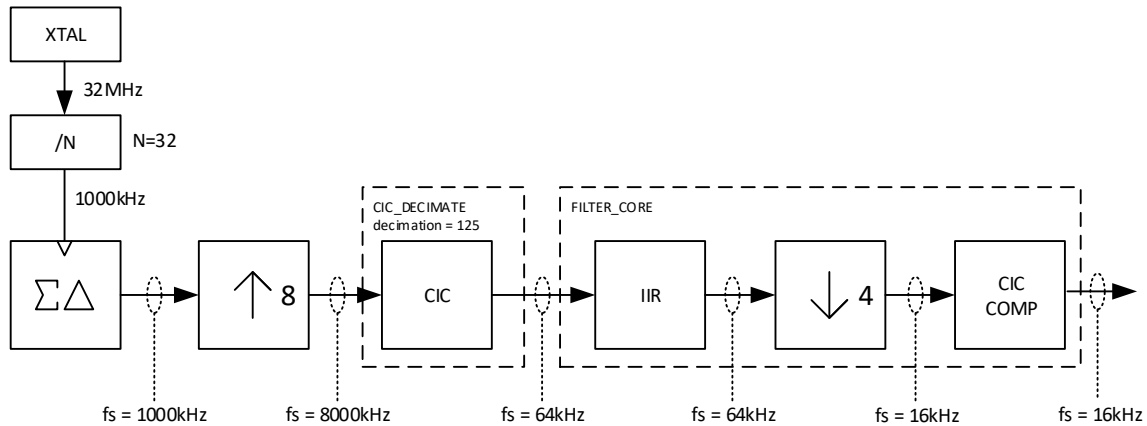 XTAL
32MHz
/N
N=32
1000kHz
CIC_DECIMATE
decimation = 125
FILTER_CORE
ΣΔ
↑ 8
CIC
IIR
↓ 4
CIC
COMP
fs = 1000kHz
fs = 8000kHz
fs = 64kHz
fs = 64kHz
fs = 16kHz
fs = 16kHz